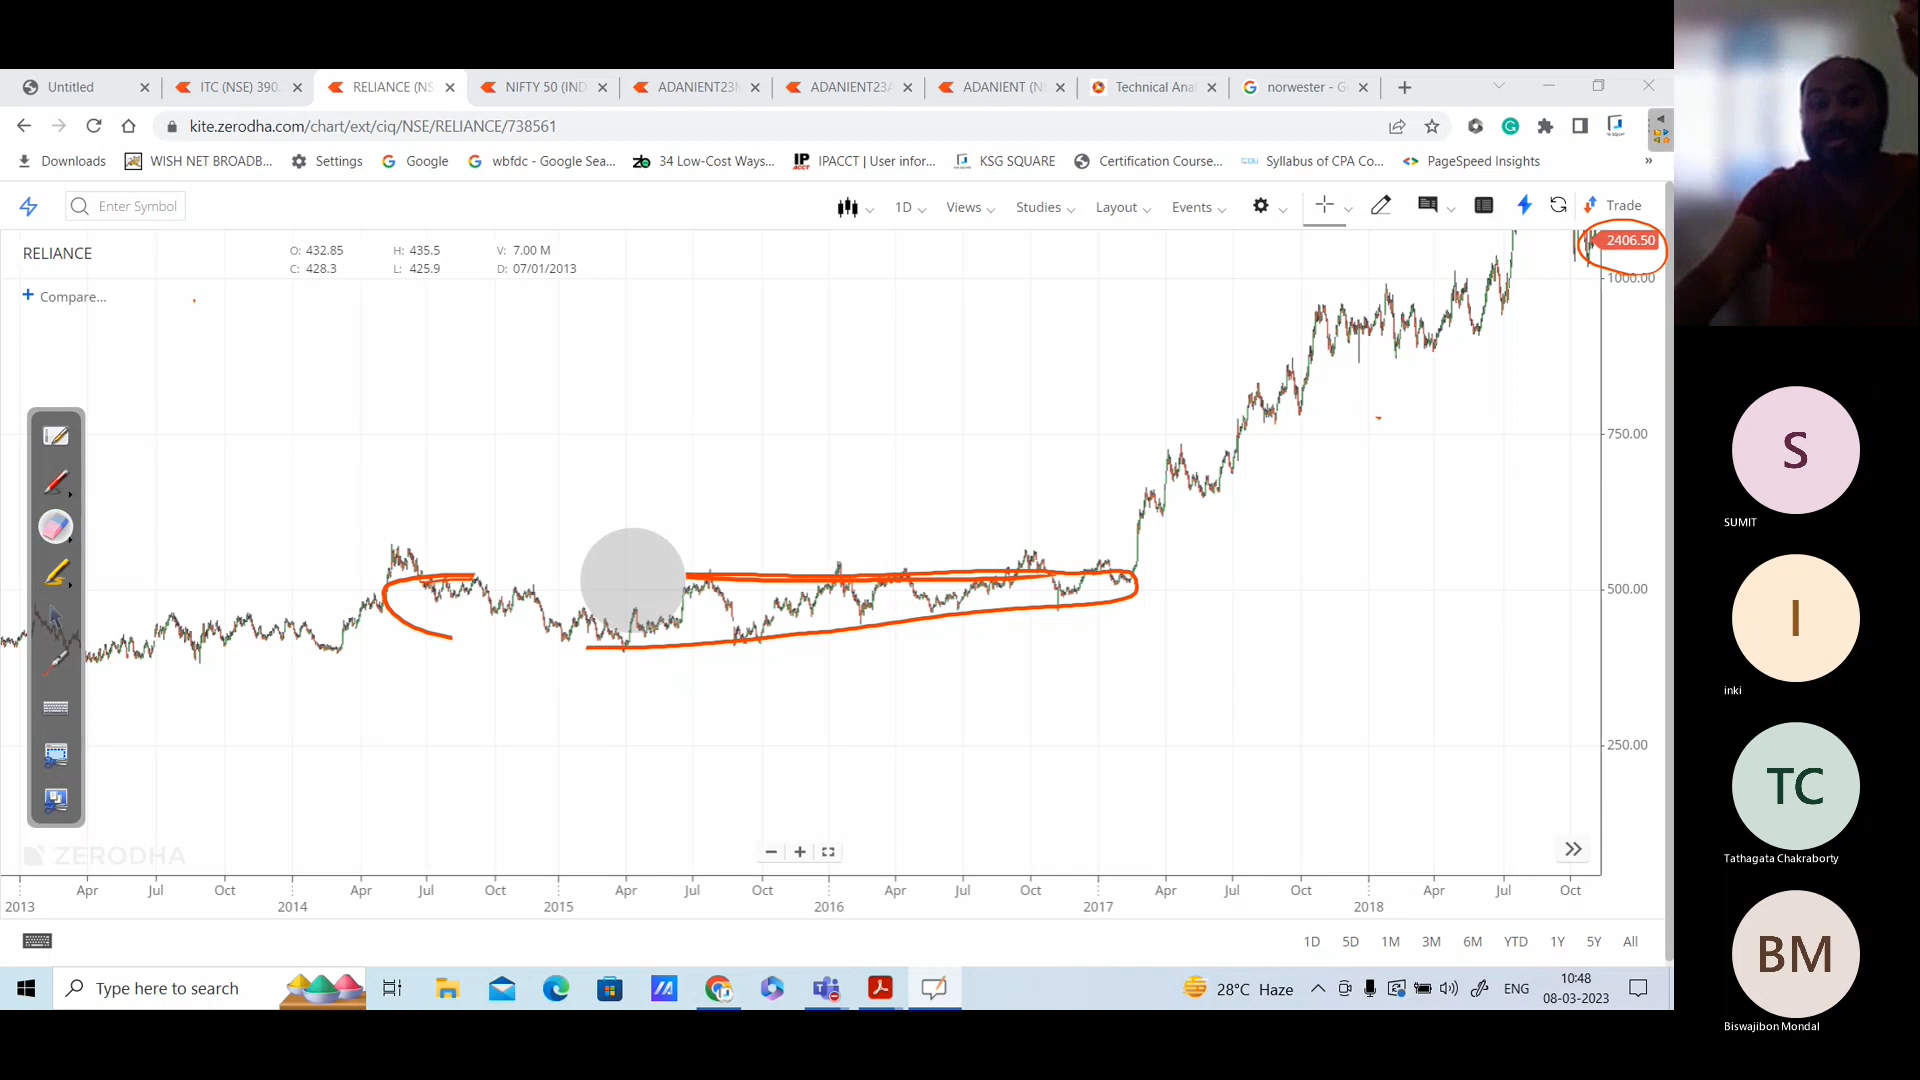 Untitled
ITC (NSE) 390.
RELIANCE (NS
NIFTY 50 (IND
ADANIENT23
ADANIENT23
ADANIENT (N
Technical Anal
norwester - G
kite.zerodha.com/chart/ext/ciq/NSE/RELIANCE/738561
Downloads
WISH NET BROADB...
Settings
Google
wbfdc - Google Sea...
34 Low-Cost Ways...
IPACCT | User infor...
KSG SQUARE
Certification Course...
Syllabus of CPA Co...
PageSpeed Insights
»
Enter Symbol
1D
Views
Studies
Layout
Events
Trade
RELIANCE
O: 432.85
H: 435.5
V: 7.00 M
C: 428.3
L: 425.9
D: 07/01/2013
+ Compare...
2406.50
1000.00
750.00
500.00
250.00
ZERODHA
Apr Jul Oct Apr Jul Oct Apr Jul Oct Apr Jul Oct Apr Jul Oct Apr Jul Oct
2013 2014 2015 2016 2017 2018
1D 5D 1M 3M 6M YTD 1Y 5Y All
Type here to search
28°C Haze
ENG
10:48
08-03-2023
S
SUMIT
I
inki
TC
Tathagata Chakraborty
BM
Biswajibon Mondal